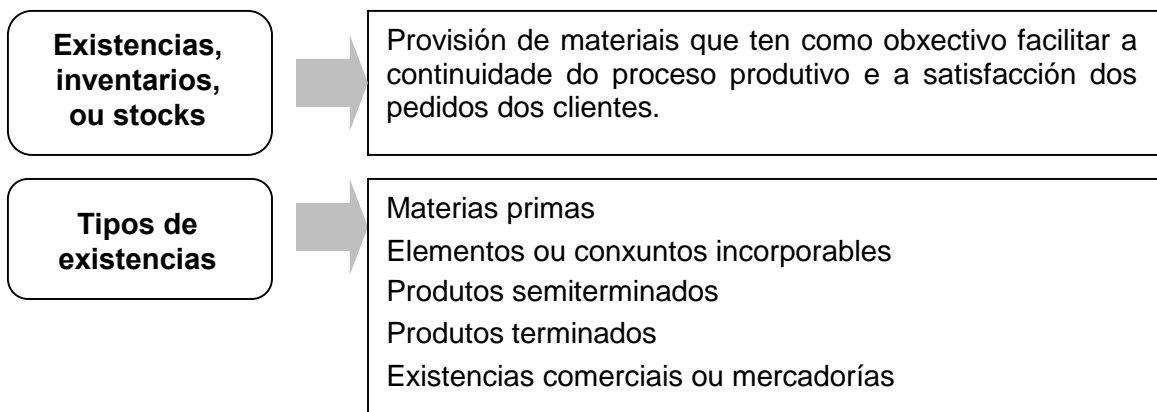 Existencias,
inventarios,
ou stocks
Provisión de materiais que ten como obxectivo facilitar a
continuidade do proceso produtivo e a satisfacción dos
pedidos dos clientes.
Tipos de
existencias
Materias primas
Elementos ou conxuntos incorporables
Produtos semiterminados
Produtos terminados
Existencias comerciais ou mercadorías